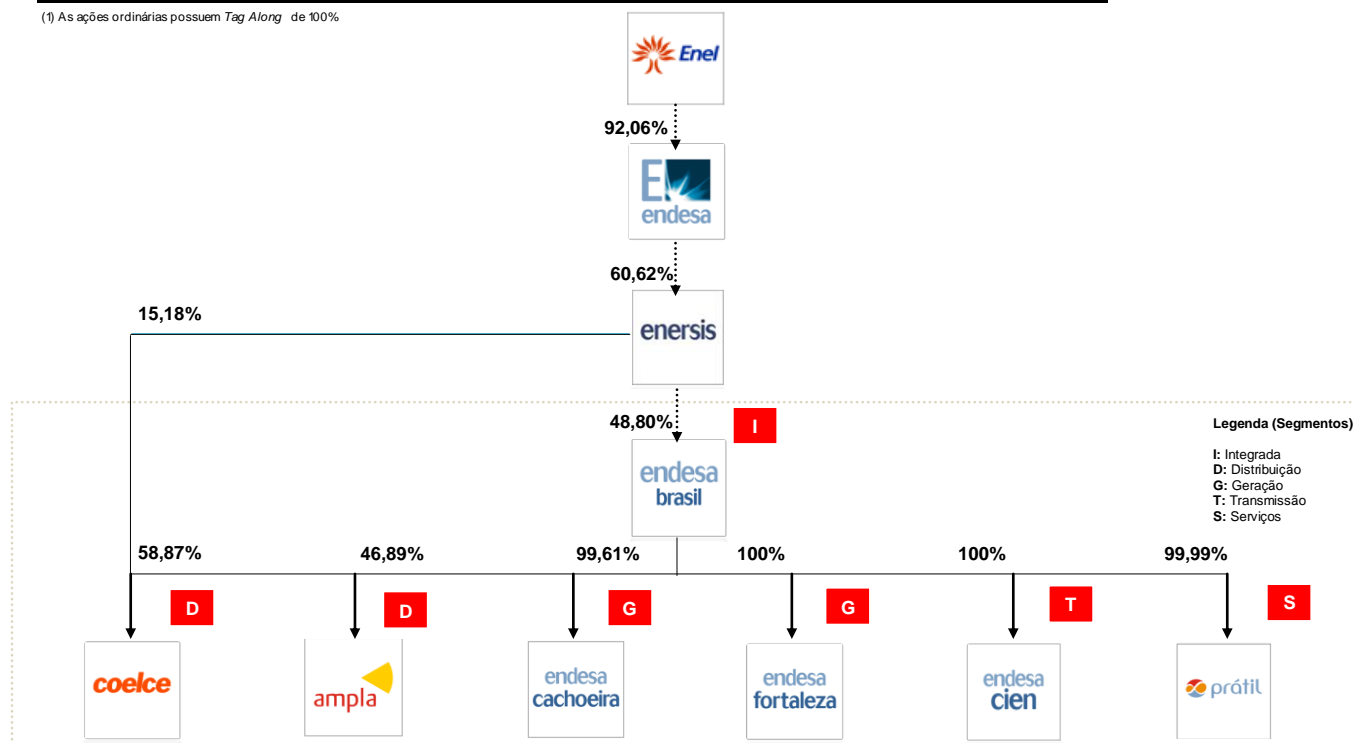 (1) As ações ordinárias possuem Tag Along de 100%
Enel
92,06%
E
endesa
60,62%
15,18%
enersis
48,80%
I
endesa
brasil
Legenda (Segmentos)
I: Integrada
D: Distribuição
G: Geração
T: Transmissão
S: Serviços
58,87%
46,89%
99,61%
100%
100%
99,99%
D
D
G
G
T
S
coelce
ampla
endesa
cachoeira
endesa
fortaleza
endesa
cien
prátil